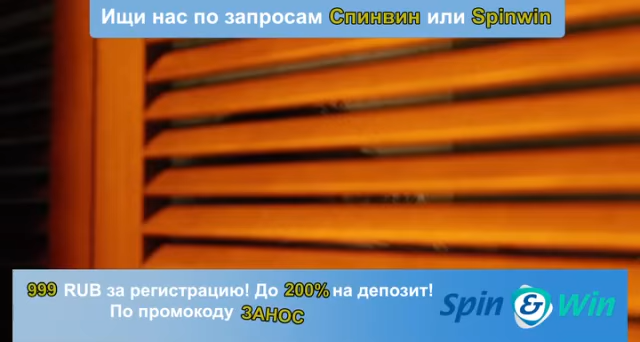 Ищи нас по запросам Спинвин или Spinwin
999 RUB за регистрацию! До 200% на депозит!
По промокоду ЗАНОС
Spin & Win